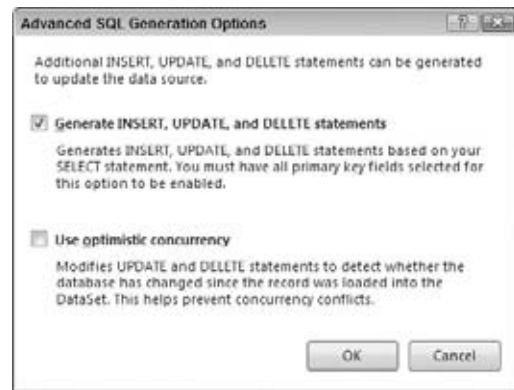 Advanced SQL Generation Options
Additional INSERT, UPDATE, and DELETE statements can be generated
to update the data source.
Generate INSERT, UPDATE, and DELETE statements
Generates INSERT, UPDATE, and DELETE statements based on your
SELECT statement. You must have all primary key fields selected for
this option to be enabled.
Use optimistic concurrency
Modifies UPDATE and DELETE statements to detect whether the
database has changed since the record was loaded into the
DataSet. This helps prevent concurrency conflicts.
OK Cancel